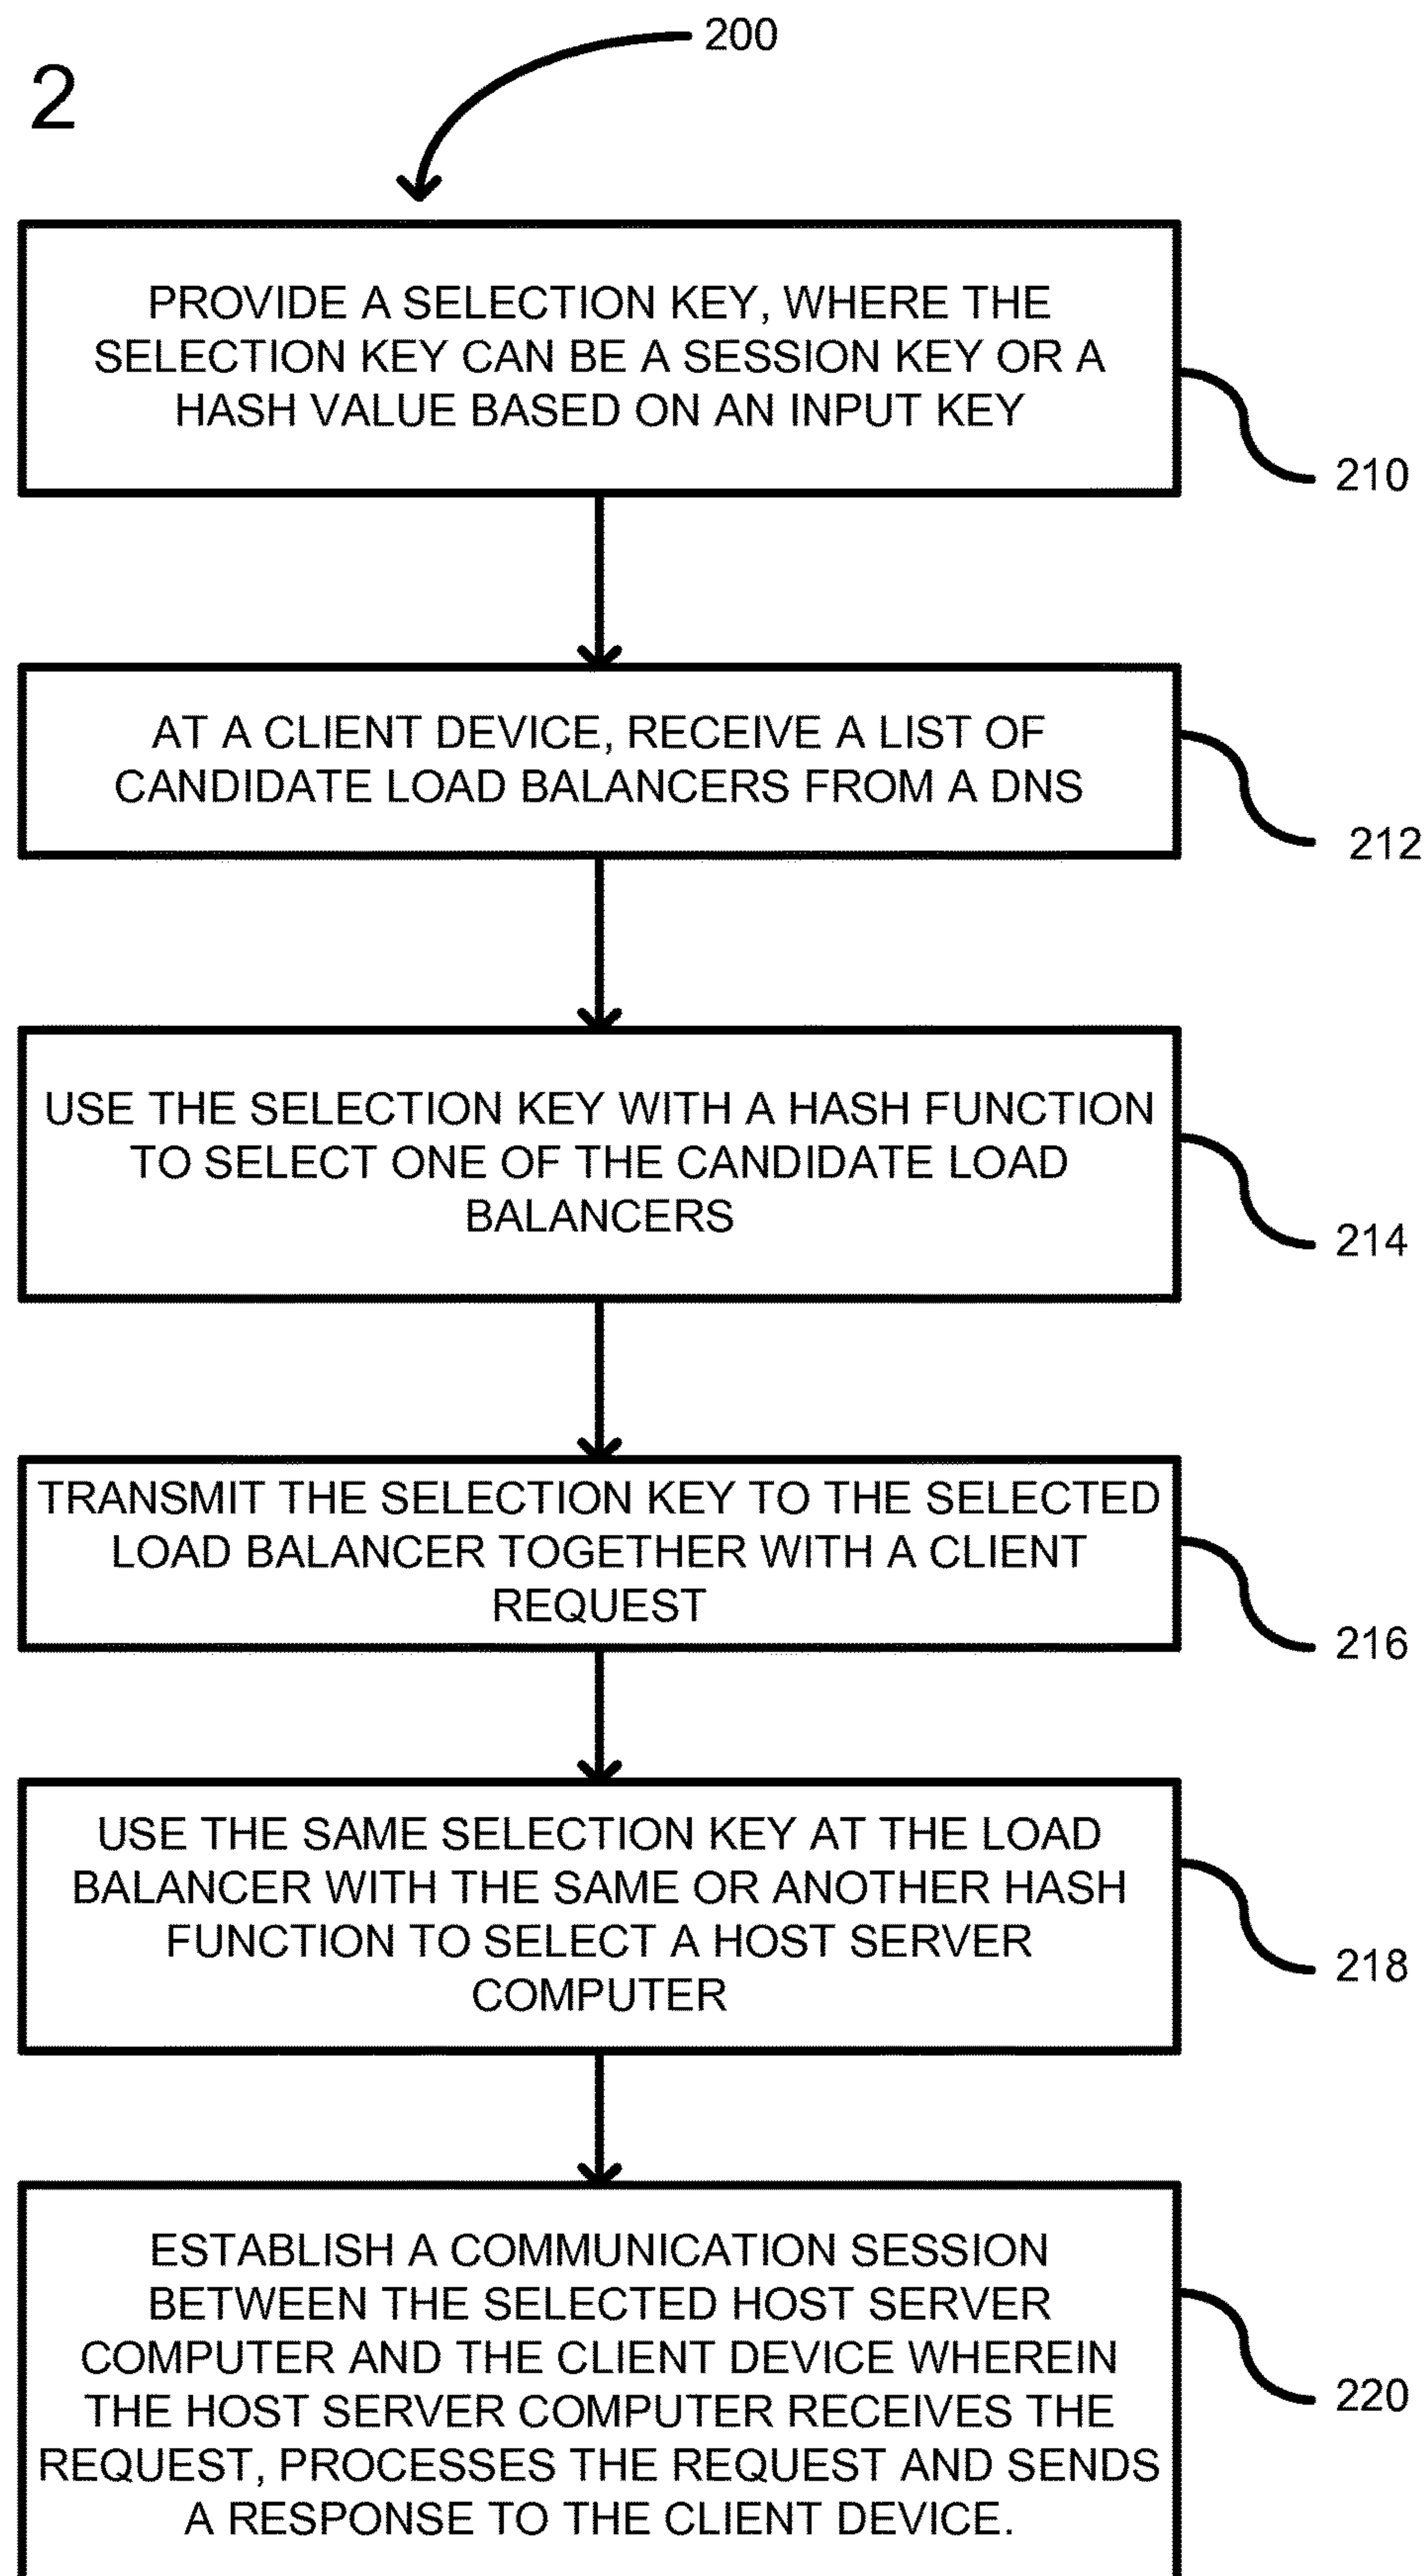 200
2
PROVIDE A SELECTION KEY, WHERE THE
SELECTION KEY CAN BE A SESSION KEY OR A
HASH VALUE BASED ON AN INPUT KEY
210
AT A CLIENT DEVICE, RECEIVE A LIST OF
CANDIDATE LOAD BALANCERS FROM A DNS
212
USE THE SELECTION KEY WITH A HASH FUNCTION
TO SELECT ONE OF THE CANDIDATE LOAD
BALANCERS
214
TRANSMIT THE SELECTION KEY TO THE SELECTED
LOAD BALANCER TOGETHER WITH A CLIENT
REQUEST
216
USE THE SAME SELECTION KEY AT THE LOAD
BALANCER WITH THE SAME OR ANOTHER HASH
FUNCTION TO SELECT A HOST SERVER
COMPUTER
218
ESTABLISH A COMMUNICATION SESSION
BETWEEN THE SELECTED HOST SERVER
COMPUTER AND THE CLIENT DEVICE WHEREIN
THE HOST SERVER COMPUTER RECEIVES THE
REQUEST, PROCESSES THE REQUEST AND SENDS
A RESPONSE TO THE CLIENT DEVICE.
220